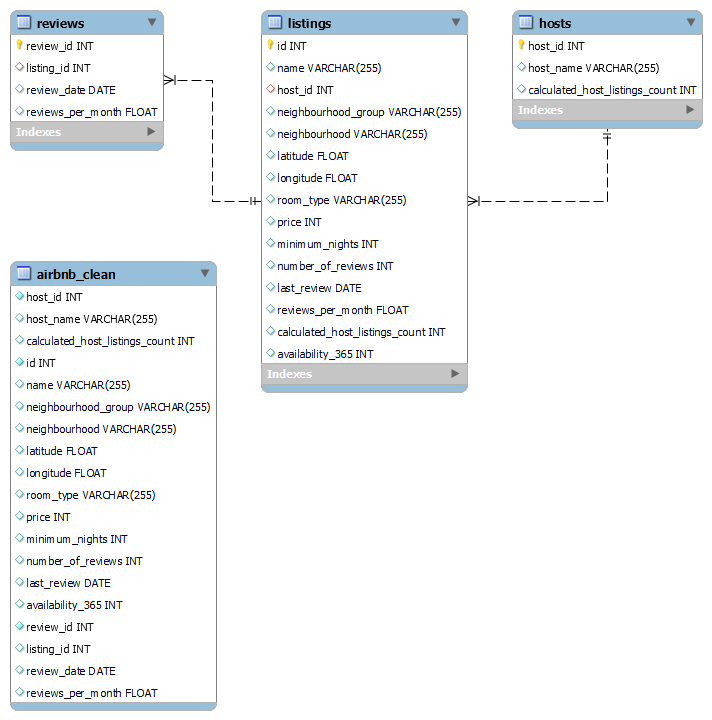 reviews
review_id INT
listing_id INT
review_date DATE
reviews_per_month FLOAT
Indexes
listings
id INT
name VARCHAR(255)
host_id INT
neighbourhood_group VARCHAR(255)
neighbourhood VARCHAR(255)
latitude FLOAT
longitude FLOAT
room_type VARCHAR(255)
price INT
minimum_nights INT
number_of_reviews INT
last_review DATE
reviews_per_month FLOAT
calculated_host_listings_count INT
availability_365 INT
Indexes
hosts
host_id INT
host_name VARCHAR(255)
calculated_host_listings_count INT
Indexes
airbnb_clean
host_id INT
host_name VARCHAR(255)
calculated_host_listings_count INT
id INT
name VARCHAR(255)
neighbourhood_group VARCHAR(255)
neighbourhood VARCHAR(255)
latitude FLOAT
longitude FLOAT
room_type VARCHAR(255)
price INT
minimum_nights INT
number_of_reviews INT
last_review DATE
availability_365 INT
review_id INT
listing_id INT
review_date DATE
reviews_per_month FLOAT